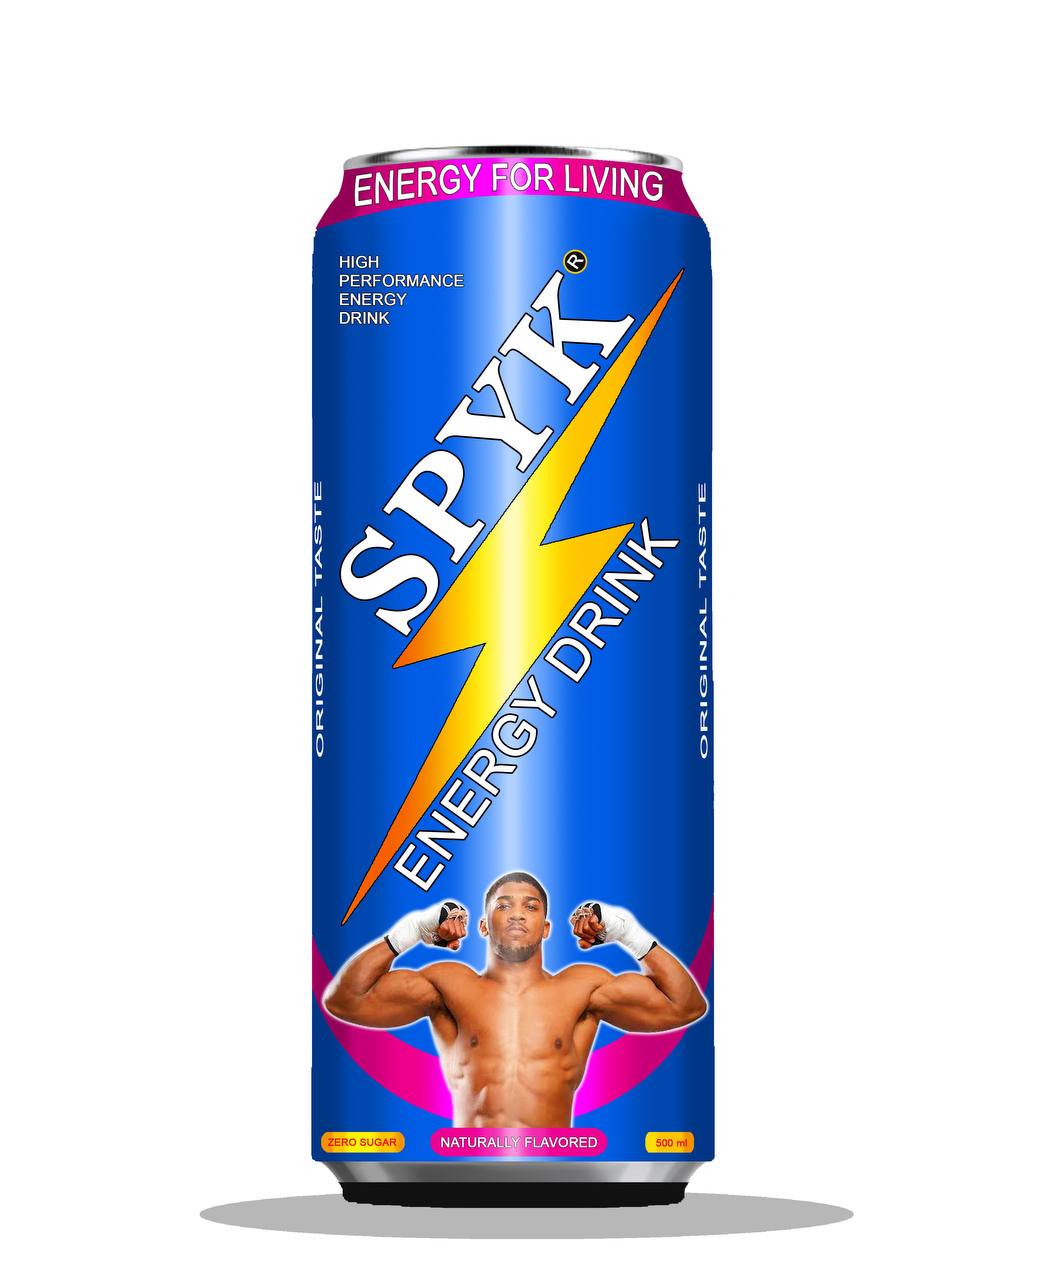 ENERGY FOR LIVING
HIGH
PERFORMANCE
ENERGY
DRINK
SPYK®
ENERGY DRINK
ORIGINAL TASTE
ORIGINAL TASTE
ZERO SUGAR
NATURALLY FLAVORED
500 ml